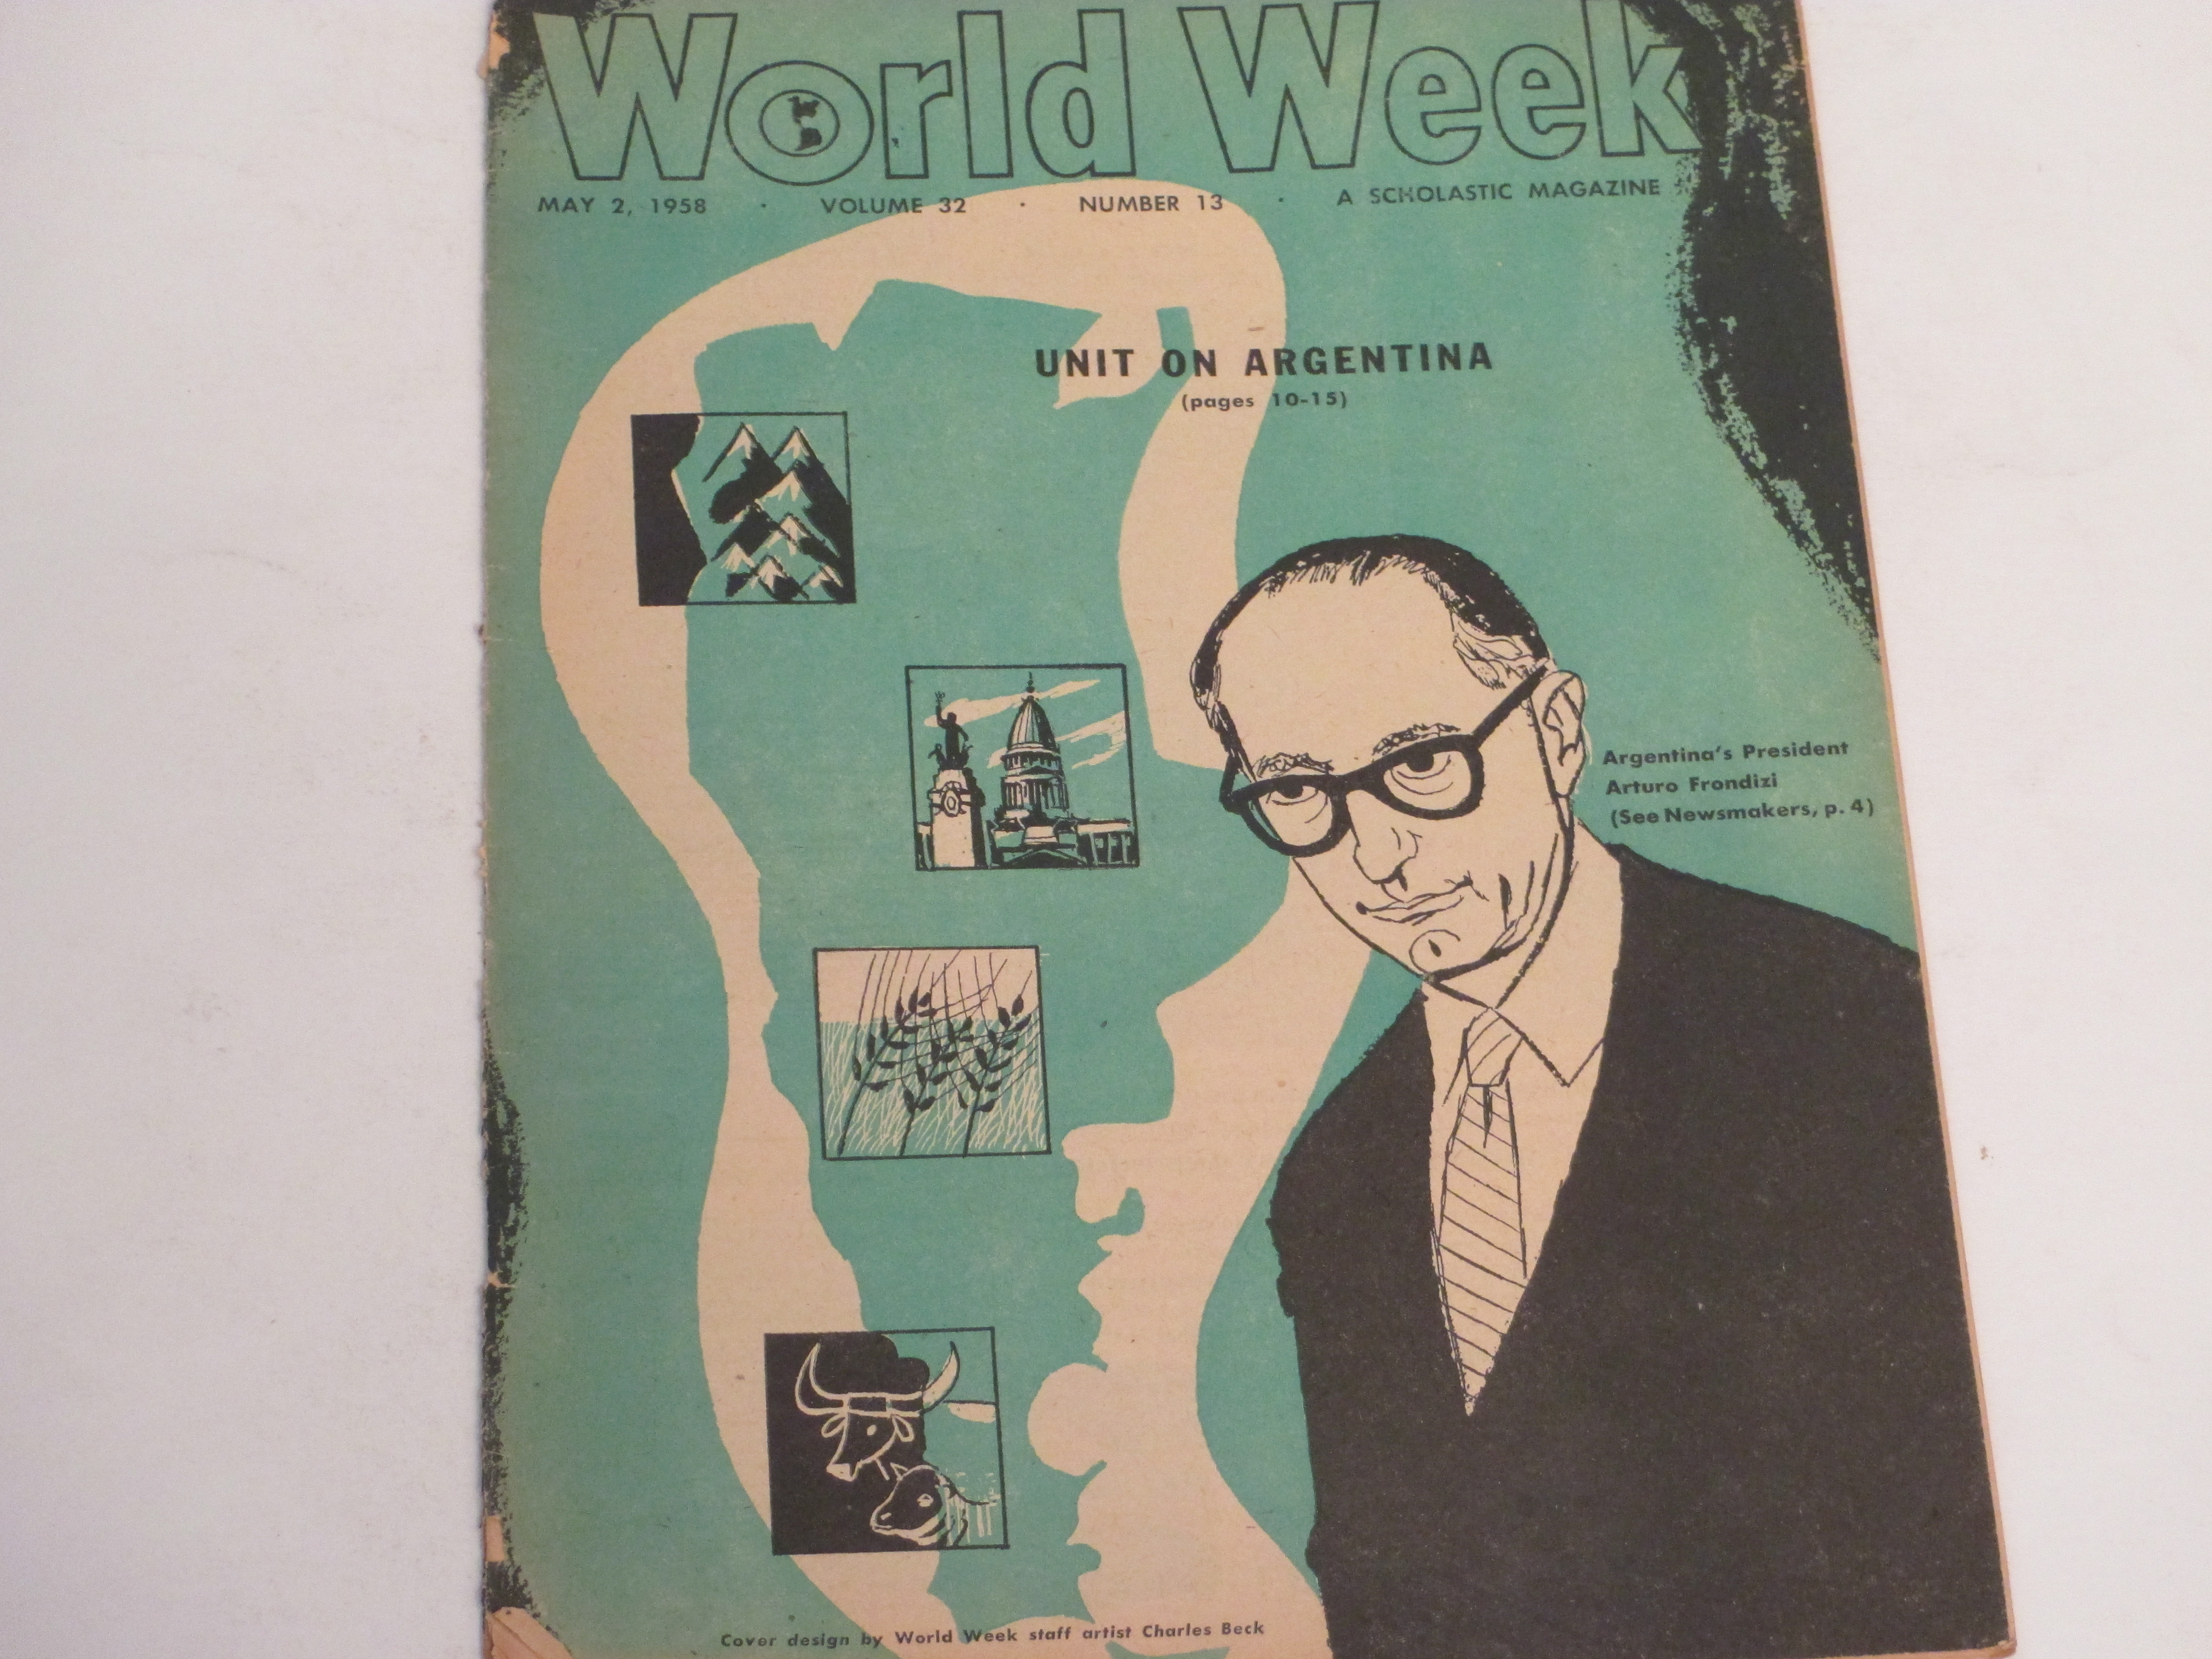 World Week
MAY 2, 1958 · VOLUME 32 · NUMBER 13 · A SCHOLASTIC MAGAZINE
UNIT ON ARGENTINA
(pages 10-15)
Argentina's President
Arturo Frondizi
(See Newsmakers, p. 4)
Cover design by World Week staff artist Charles Beck